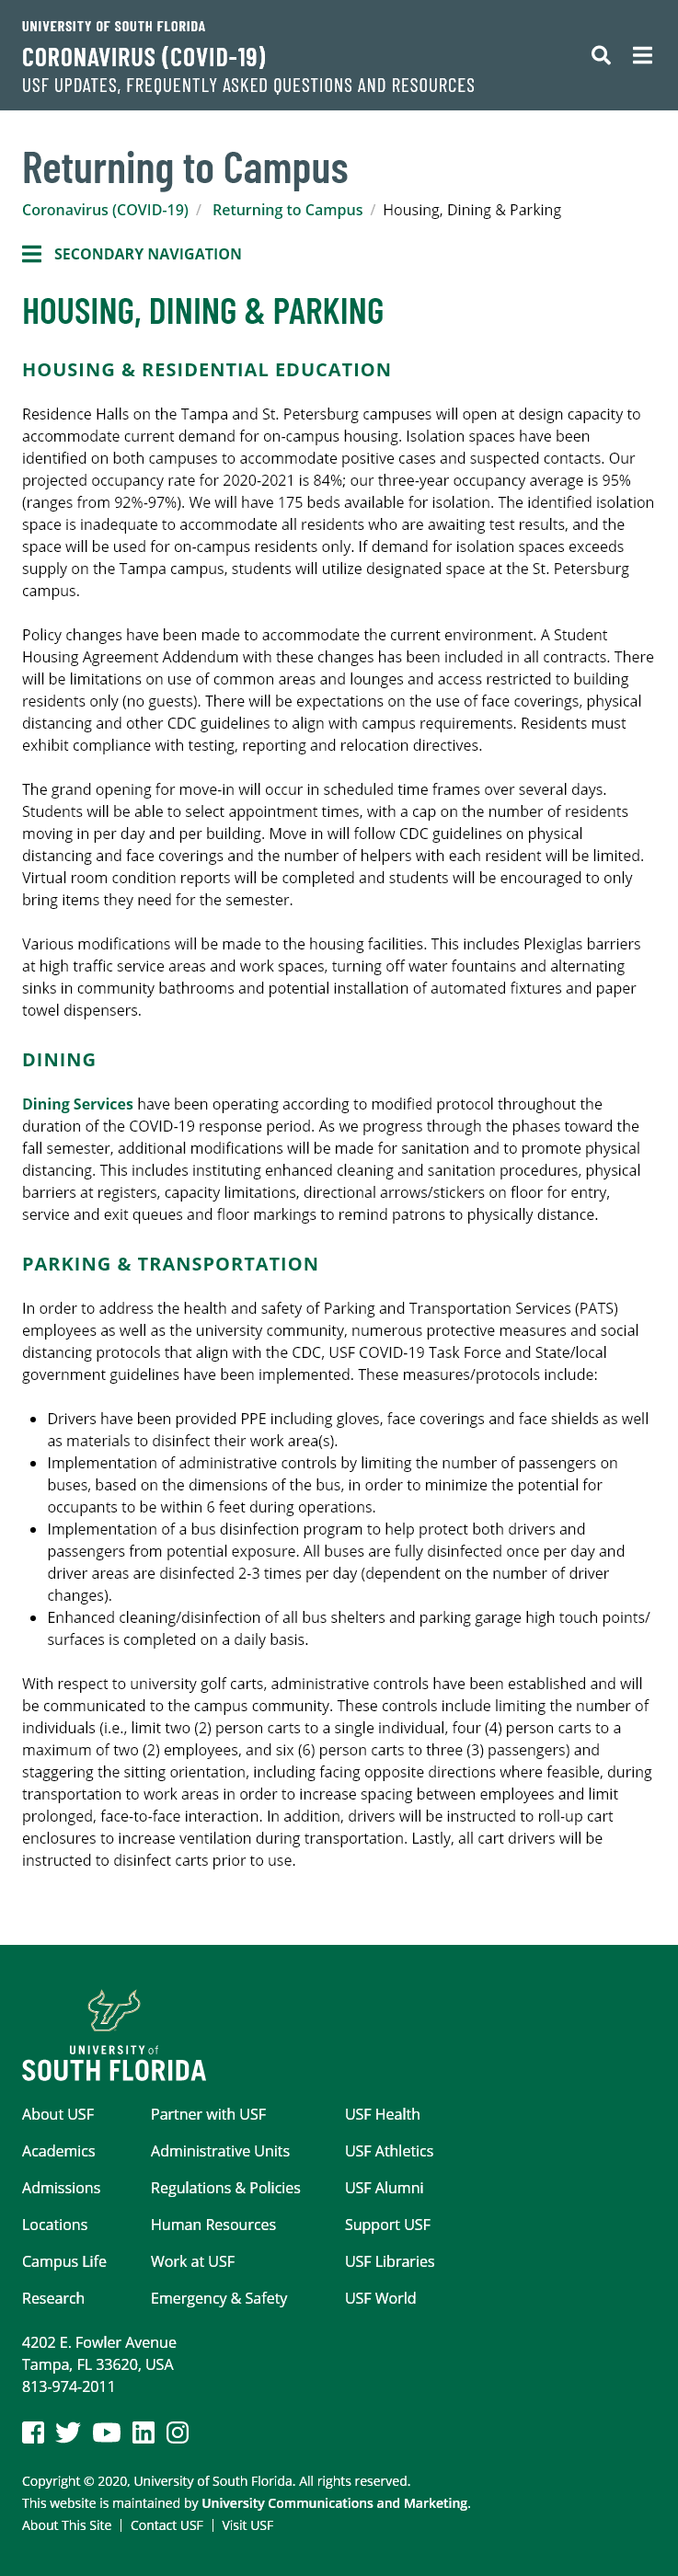 UNIVERSITY OF SOUTH FLORIDA
CORONAVIRUS (COVID-19)
USF UPDATES, FREQUENTLY ASKED QUESTIONS AND RESOURCES
Returning to Campus
Coronavirus (COVID-19) / Returning to Campus / Housing, Dining & Parking
SECONDARY NAVIGATION
HOUSING, DINING & PARKING
HOUSING & RESIDENTIAL EDUCATION
Residence Halls on the Tampa and St. Petersburg campuses will open at design capacity to
accommodate current demand for on-campus housing. Isolation spaces have been
identified on both campuses to accommodate positive cases and suspected contacts. Our
projected occupancy rate for 2020-2021 is 84%; our three-year occupancy average is 95%
(ranges from 92%-97%). We will have 175 beds available for isolation. The identified isolation
space is inadequate to accommodate all residents who are awaiting test results, and the
space will be used for on-campus residents only. If demand for isolation spaces exceeds
supply on the Tampa campus, students will utilize designated space at the St. Petersburg
campus.
Policy changes have been made to accommodate the current environment. A Student
Housing Agreement Addendum with these changes has been included in all contracts. There
will be limitations on use of common areas and lounges and access restricted to building
residents only (no guests). There will be expectations on the use of face coverings, physical
distancing and other CDC guidelines to align with campus requirements. Residents must
exhibit compliance with testing, reporting and relocation directives.
The grand opening for move-in will occur in scheduled time frames over several days.
Students will be able to select appointment times, with a cap on the number of residents
moving in per day and per building. Move in will follow CDC guidelines on physical
distancing and face coverings and the number of helpers with each resident will be limited.
Virtual room condition reports will be completed and students will be encouraged to only
bring items they need for the semester.
Various modifications will be made to the housing facilities. This includes Plexiglas barriers
at high traffic service areas and work spaces, turning off water fountains and alternating
sinks in community bathrooms and potential installation of automated fixtures and paper
towel dispensers.
DINING
Dining Services have been operating according to modified protocol throughout the
duration of the COVID-19 response period. As we progress through the phases toward the
fall semester, additional modifications will be made for sanitation and to promote physical
distancing. This includes instituting enhanced cleaning and sanitation procedures, physical
barriers at registers, capacity limitations, directional arrows/stickers on floor for entry,
service and exit queues and floor markings to remind patrons to physically distance.
PARKING & TRANSPORTATION
In order to address the health and safety of Parking and Transportation Services (PATS)
employees as well as the university community, numerous protective measures and social
distancing protocols that align with the CDC, USF COVID-19 Task Force and State/local
government guidelines have been implemented. These measures/protocols include:
• Drivers have been provided PPE including gloves, face coverings and face shields as well
as materials to disinfect their work area(s).
• Implementation of administrative controls by limiting the number of passengers on
buses, based on the dimensions of the bus, in order to minimize the potential for
occupants to be within 6 feet during operations.
• Implementation of a bus disinfection program to help protect both drivers and
passengers from potential exposure. All buses are fully disinfected once per day and
driver areas are disinfected 2-3 times per day (dependent on the number of driver
changes).
• Enhanced cleaning/disinfection of all bus shelters and parking garage high touch points/
surfaces is completed on a daily basis.
With respect to university golf carts, administrative controls have been established and will
be communicated to the campus community. These controls include limiting the number of
individuals (i.e., limit two (2) person carts to a single individual, four (4) person carts to a
maximum of two (2) employees, and six (6) person carts to three (3) passengers) and
staggering the sitting orientation, including facing opposite directions where feasible, during
transportation to work areas in order to increase spacing between employees and limit
prolonged, face-to-face interaction. In addition, drivers will be instructed to roll-up cart
enclosures to increase ventilation during transportation. Lastly, all cart drivers will be
instructed to disinfect carts prior to use.
UNIVERSITY of
SOUTH FLORIDA
About USF Partner with USF USF Health
Academics Administrative Units USF Athletics
Admissions Regulations & Policies USF Alumni
Locations Human Resources Support USF
Campus Life Work at USF USF Libraries
Research Emergency & Safety USF World
4202 E. Fowler Avenue
Tampa, FL 33620, USA
813-974-2011
Copyright © 2020, University of South Florida. All rights reserved.
This website is maintained by University Communications and Marketing.
About This Site | Contact USF | Visit USF